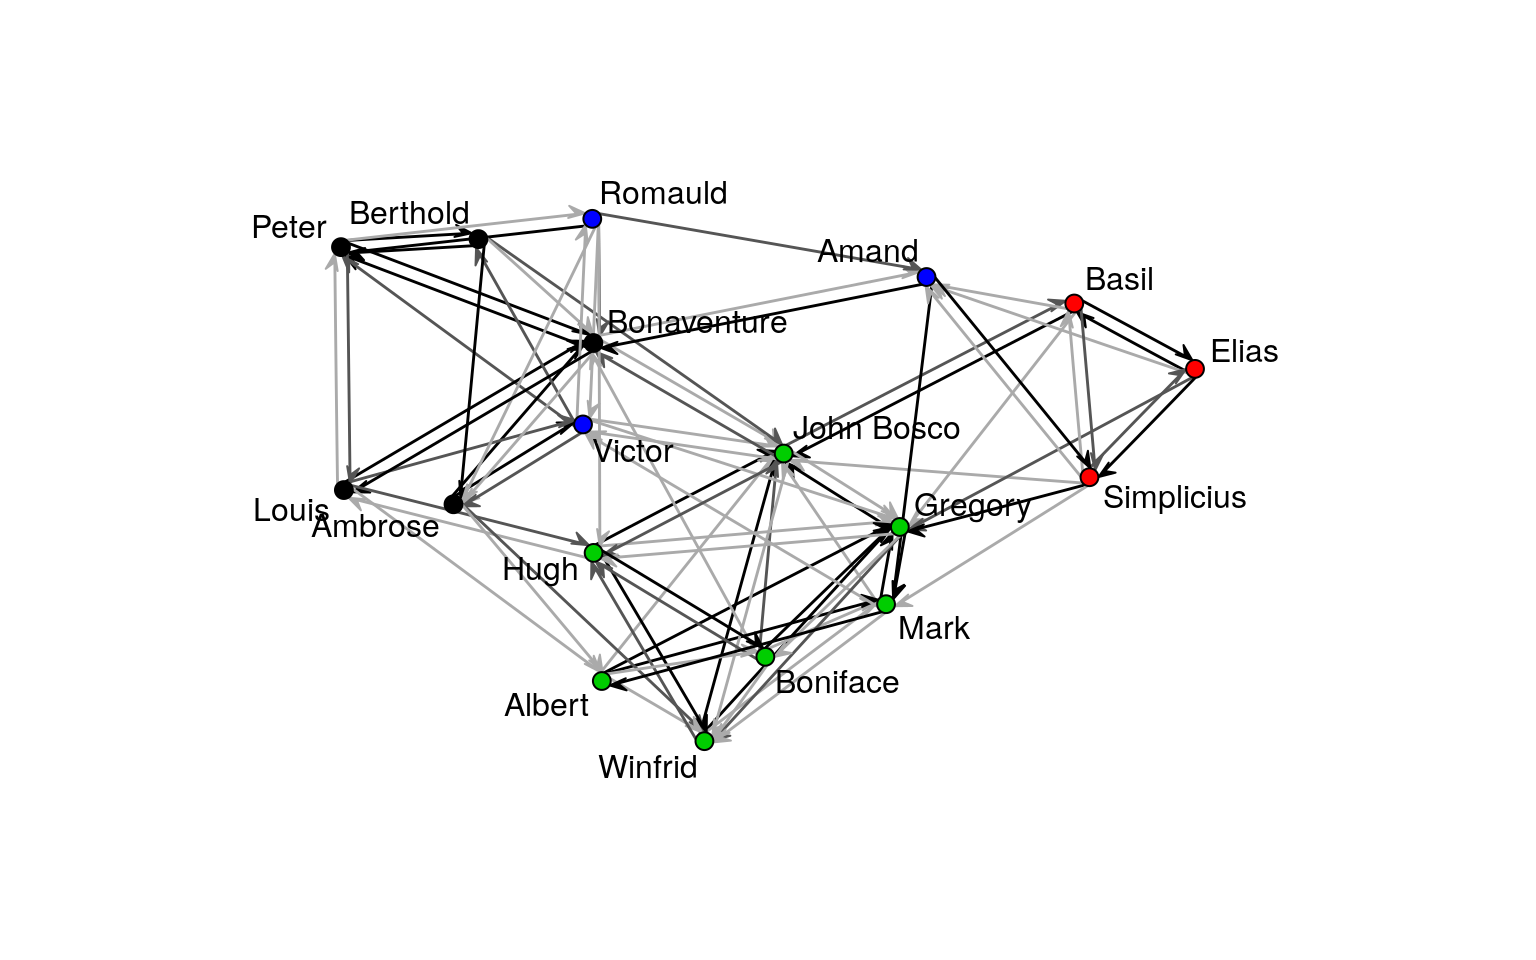 Romauld
Peter
Berthold
Amand
Basil
Bonaventure
Elias
John Bosco
Victor
Simplicius
Louis
Gregory
Ambrose
Hugh
Mark
Boniface
Albert
Winfrid